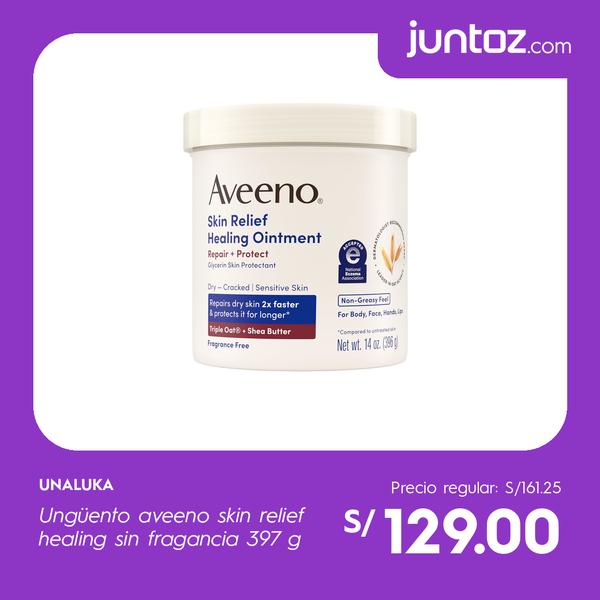 juntoz.com
Aveeno®
Skin Relief
Healing Ointment
Repair + Protect
Glycerin Skin Protectant
Dry – Cracked | Sensitive Skin
Repairs dry skin 2x faster
& protects it for longer*
Triple Oat® + Shea Butter
Fragrance Free
ACCEPTED
e
National
Eczema
Association
DERMATOLOGIST RECOMMENDED
Non-Greasy Feel
For Body, Face, Hands, Lips
*Compared to untreated skin
Net wt. 14 oz. (396 g)
UNALUKA
Ungüento aveeno skin relief
healing sin fragancia 397 g
Precio regular: S/161.25
S/129.00